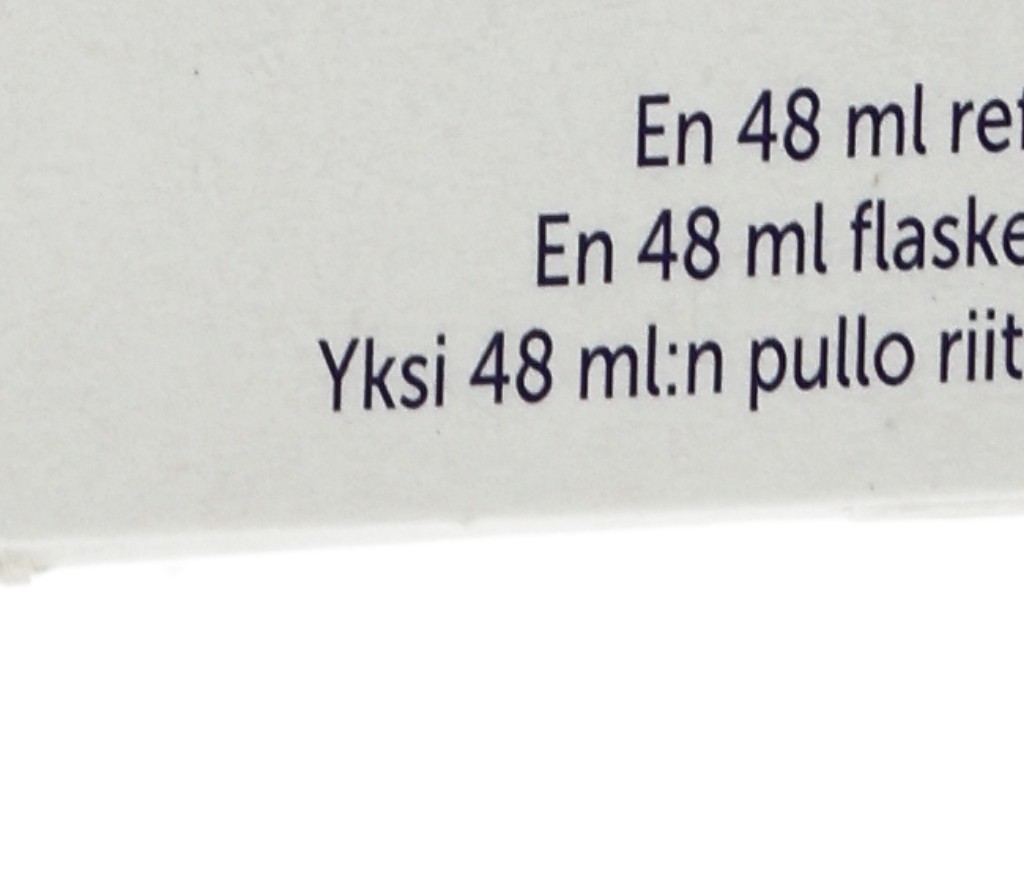 En 48 ml ref
En 48 ml flaske
Yksi 48 ml:n pullo riit